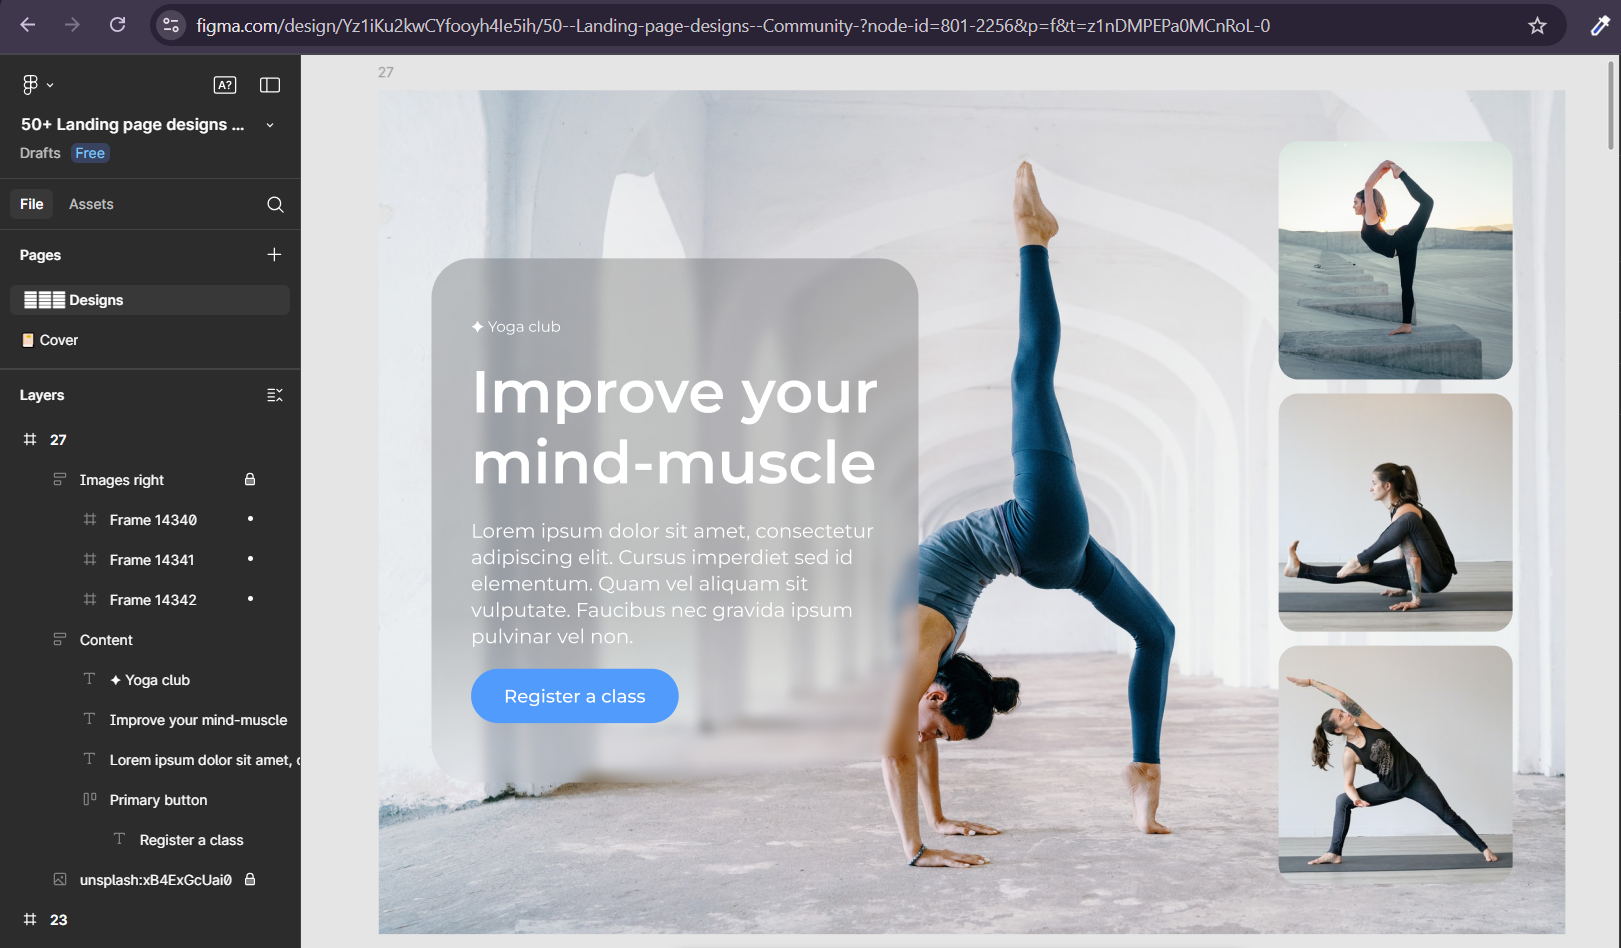 figma.com/design/Yz1iKu2kwCYfooyh4Ie5ih/50--Landing-page-designs--Community-?node-id=801-2256&p=f&t=z1nDMPEPa0MCnRoL-0
A?
50+ Landing page designs ...
Drafts Free
File Assets
Pages
Designs
Cover
Layers
27
Images right
Frame 14340
Frame 14341
Frame 14342
Content
✦ Yoga club
Improve your mind-muscle
Lorem ipsum dolor sit amet, c
Primary button
Register a class
unsplash:xB4ExGcUai0
23
27
✦ Yoga club
Improve your
mind-muscle
Lorem ipsum dolor sit amet, consectetur
adipiscing elit. Cursus imperdiet sed id
elementum. Quam vel aliquam sit
vulputate. Faucibus nec gravida ipsum
pulvinar vel non.
Register a class